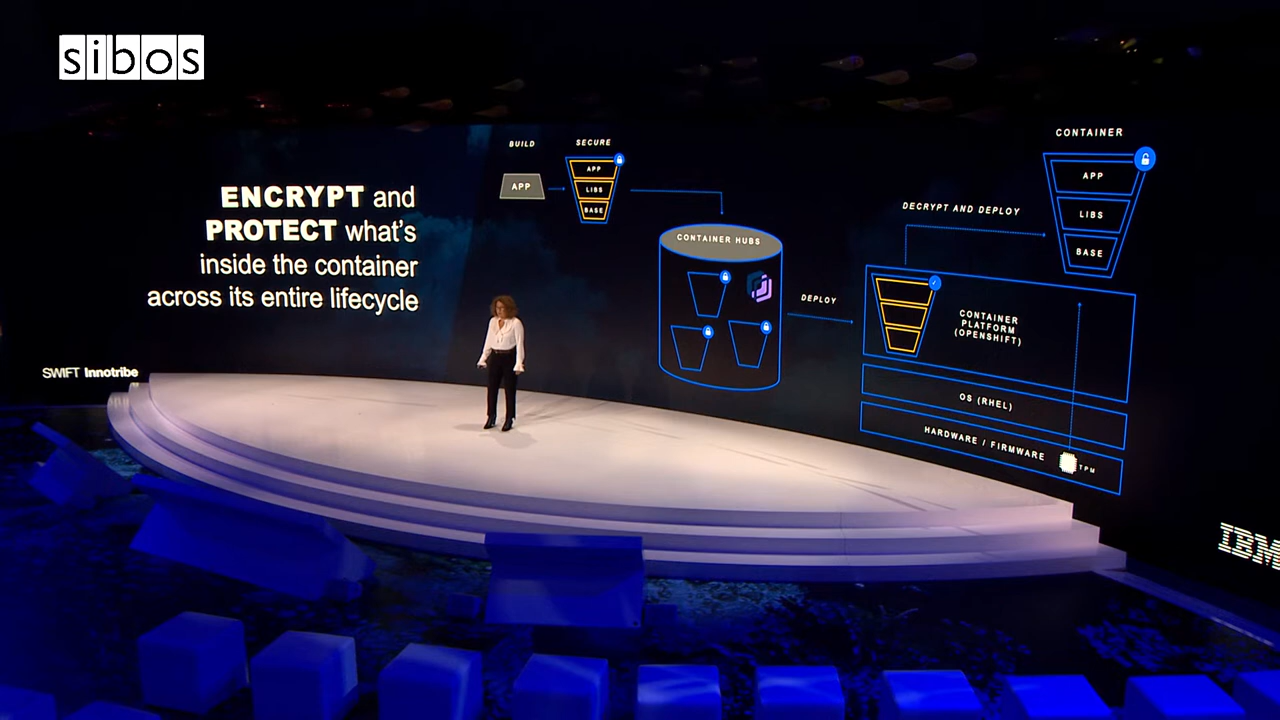 sibos
ENCRYPT and
PROTECT what's
inside the container
across its entire lifecycle
SWIFT Innotribe
BUILD
APP
SECURE
APP
LIBS
BASE
CONTAINER HUBS
DEPLOY
DECRYPT AND DEPLOY
CONTAINER
APP
LIBS
BASE
CONTAINER
PLATFORM
(OPENSHIFT)
OS (RHEL)
HARDWARE / FIRMWARE
TPM
IBM